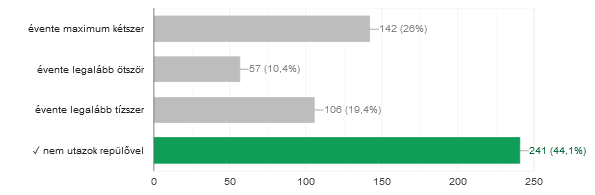 évente maximum kétszer
142 (26%)
évente legalább ötször
57 (10,4%)
évente legalább tízszer
106 (19,4%)
✓ nem utazok repülővel
241 (44,1%)
0 50 100 150 200 250